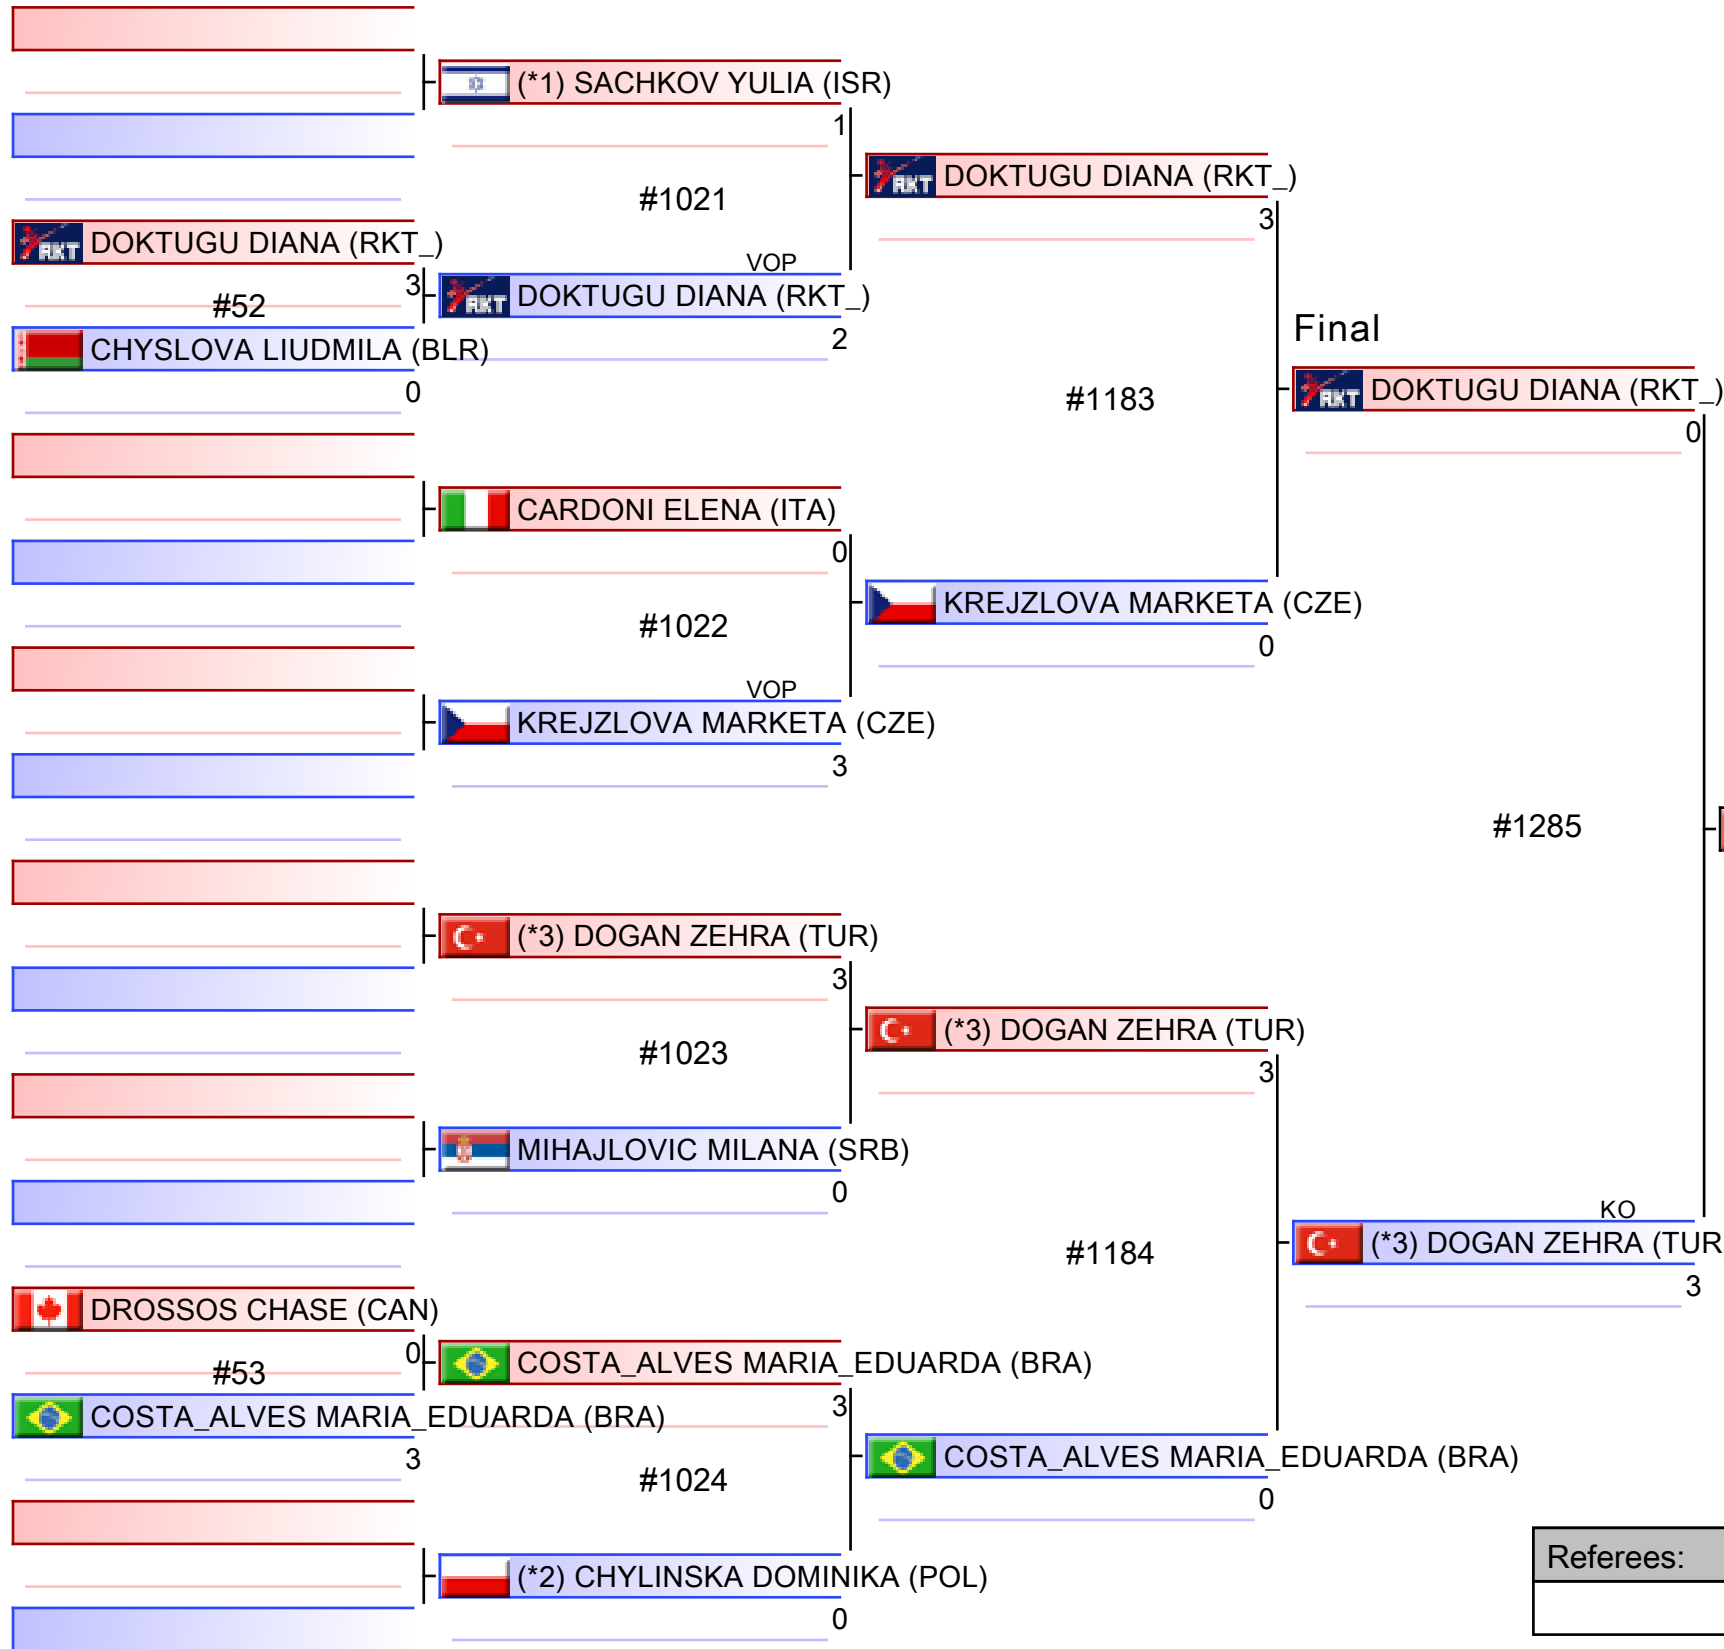 (*1) SACHKOV YULIA (ISR)
1
#1021
RKT DOKTUGU DIANA (RKT_)
3
#52
CHYSLOVA LIUDMILA (BLR)
0
VOP
RKT DOKTUGU DIANA (RKT_)
2
RKT DOKTUGU DIANA (RKT_)
3
#1183
Final
RKT DOKTUGU DIANA (RKT_)
0
CARDONI ELENA (ITA)
0
#1022
VOP
KREJZLOVA MARKETA (CZE)
3
KREJZLOVA MARKETA (CZE)
0
#1285
(*3) DOGAN ZEHRA (TUR)
3
#1023
MIHAJLOVIC MILANA (SRB)
0
(*3) DOGAN ZEHRA (TUR)
3
#1184
KO
(*3) DOGAN ZEHRA (TUR
3
DROSSOS CHASE (CAN)
0
#53
COSTA_ALVES MARIA_EDUARDA (BRA)
3
COSTA_ALVES MARIA_EDUARDA (BRA)
3
#1024
(*2) CHYLINSKA DOMINIKA (POL)
0
COSTA_ALVES MARIA_EDUARDA (BRA)
0
Referees: